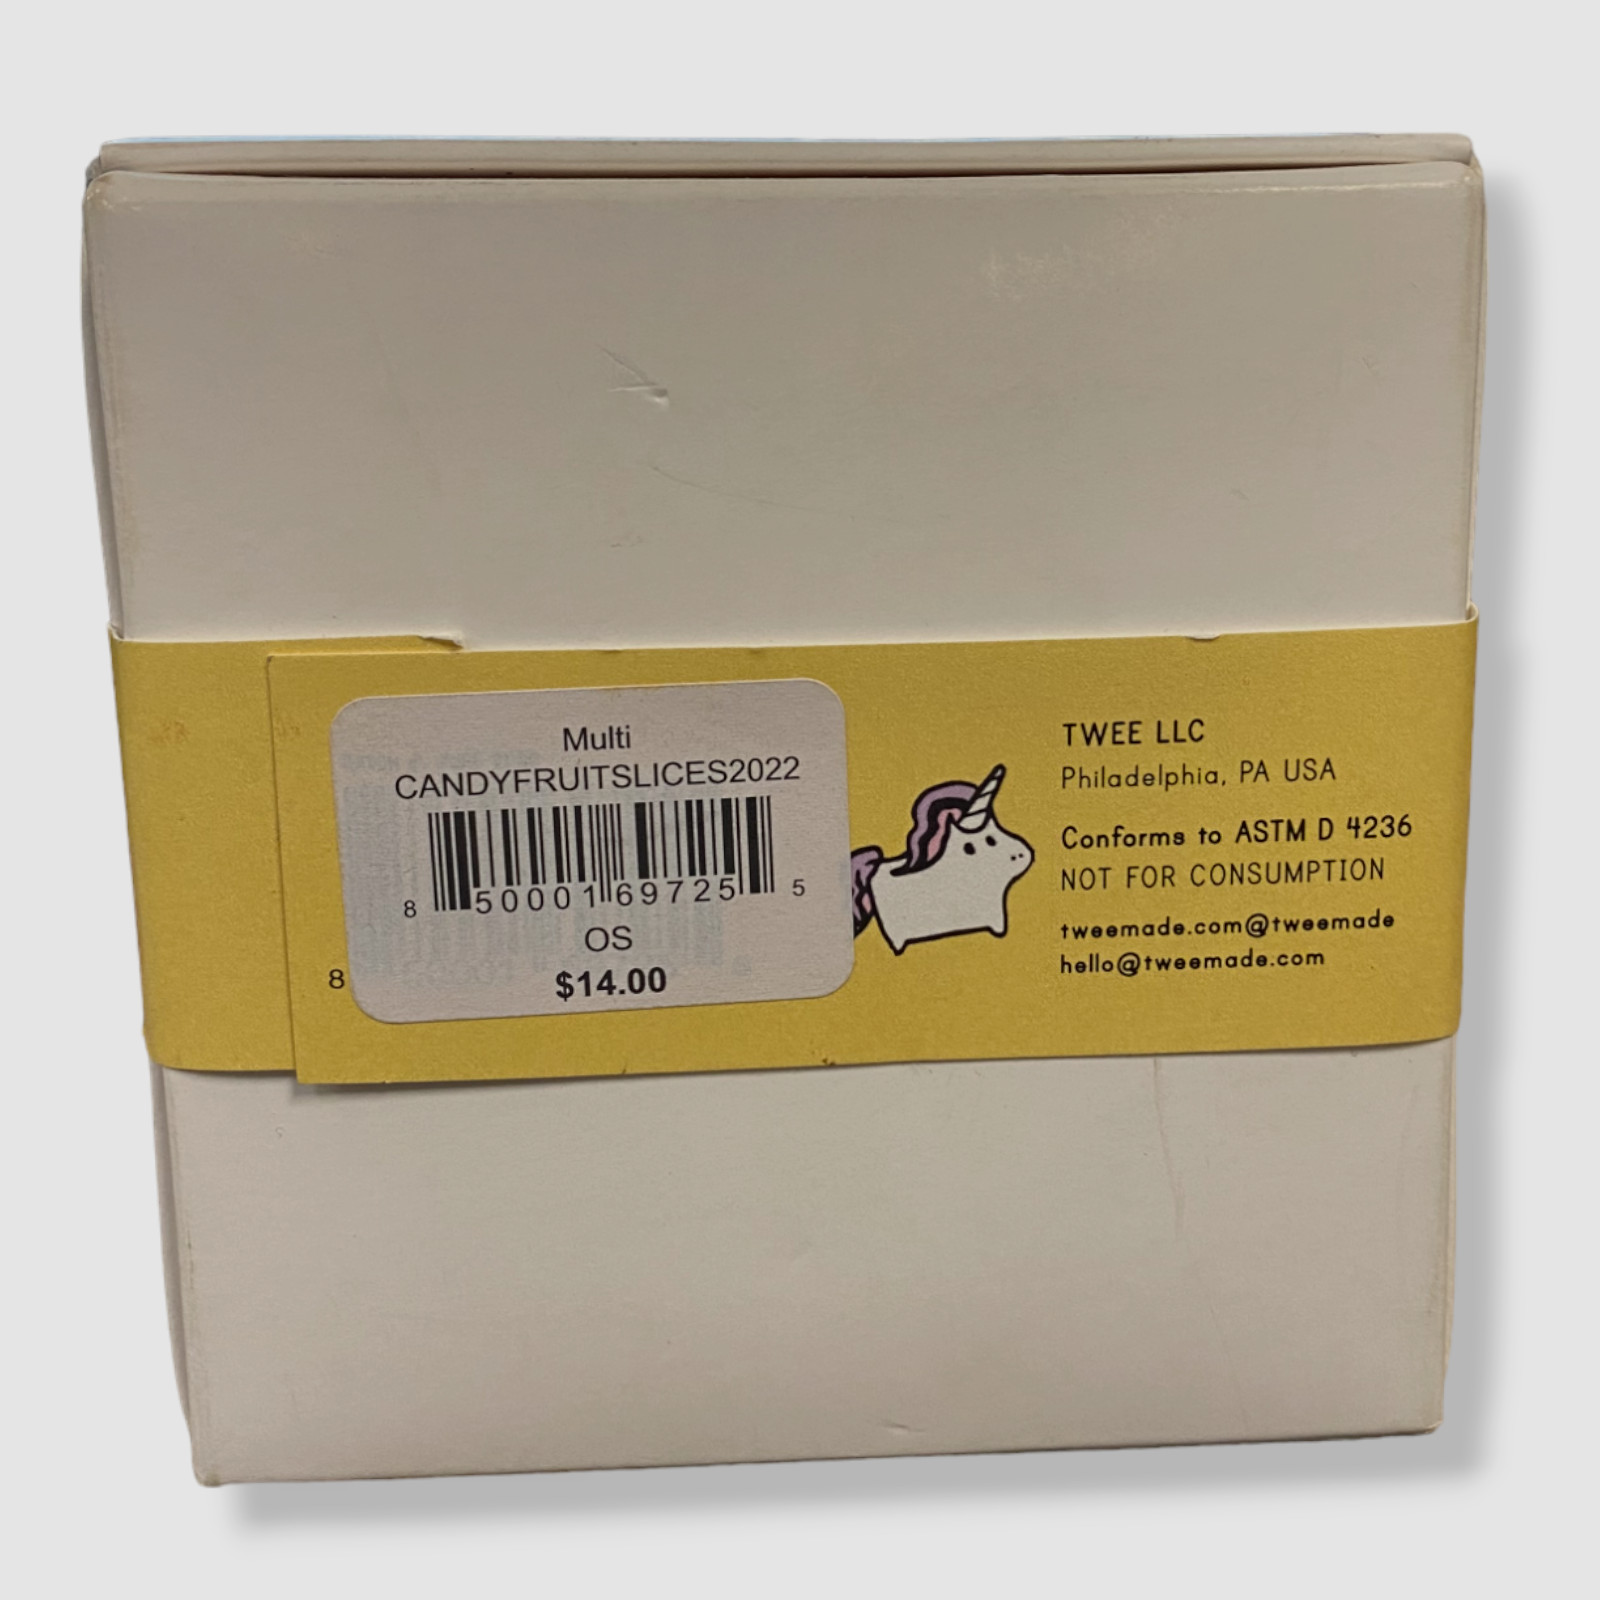 Multi
CANDYFRUITSLICES2022
8 50001 69725 5
OS
$14.00
8
TWEE LLC
Philadelphia, PA USA
Conforms to ASTM D 4236
NOT FOR CONSUMPTION
tweemade.com@tweemade
hello@tweemade.com